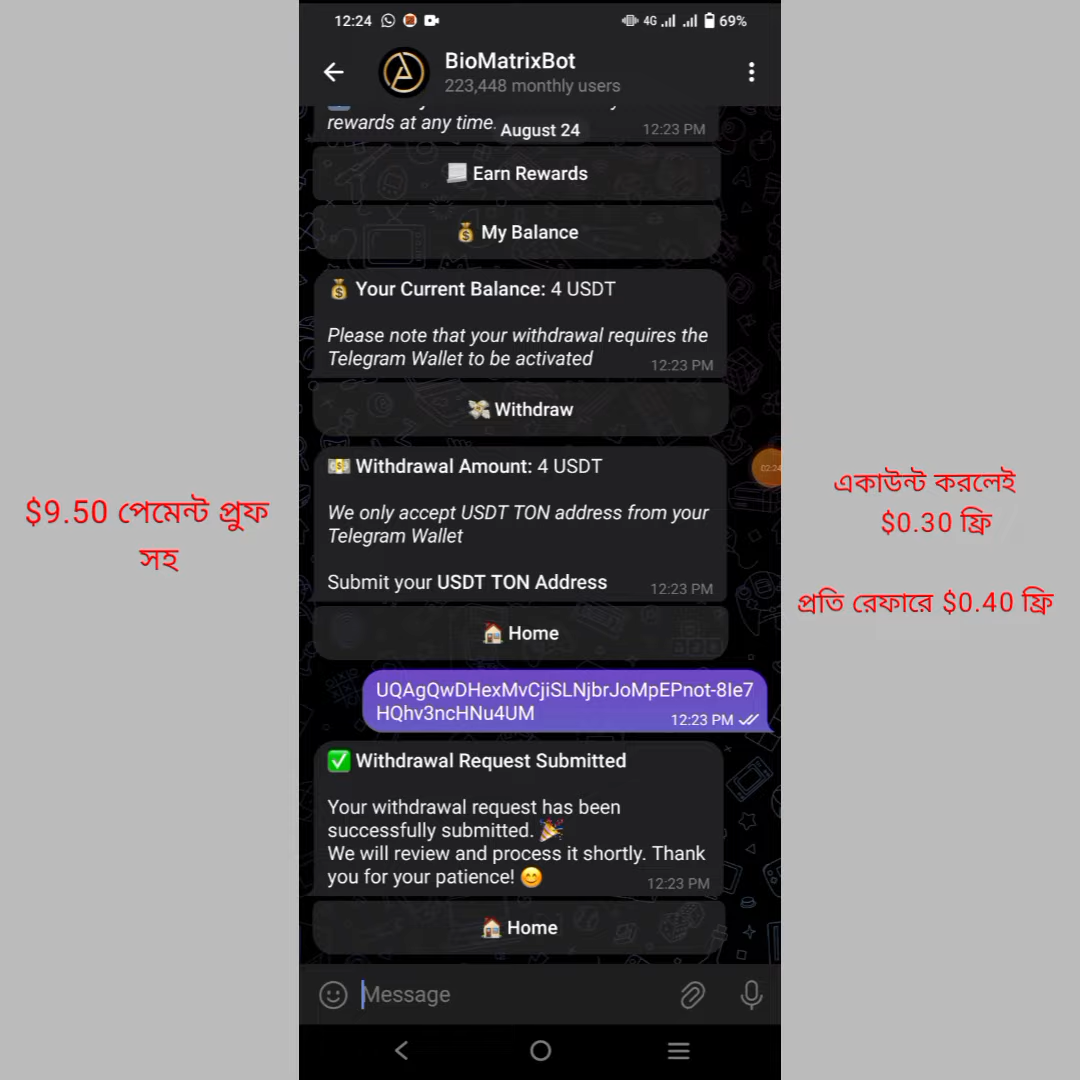 12:24
4G
69%
BioMatrixBot
223,448 monthly users
rewards at any time.
12:23 PM
August 24
Earn Rewards
My Balance
Your Current Balance: 4 USDT
Please note that your withdrawal requires the
Telegram Wallet to be activated
12:23 PM
Withdraw
Withdrawal Amount: 4 USDT
We only accept USDT TON address from your
Telegram Wallet
Submit your USDT TON Address
12:23 PM
Home
UQAgQwDHexMvCjiSLNjbrJoMpEPnot-8Ie7
HQhv3ncHNu4UM
12:23 PM
Withdrawal Request Submitted
Your withdrawal request has been
successfully submitted.
We will review and process it shortly. Thank
you for your patience!
12:23 PM
Home
Message
$9.50 পেমেন্ট প্রুফ
সহ
02:24
একাউন্ট করলেই
$0.30 ফ্রি
প্রতি রেফারে $0.40 ফ্রি